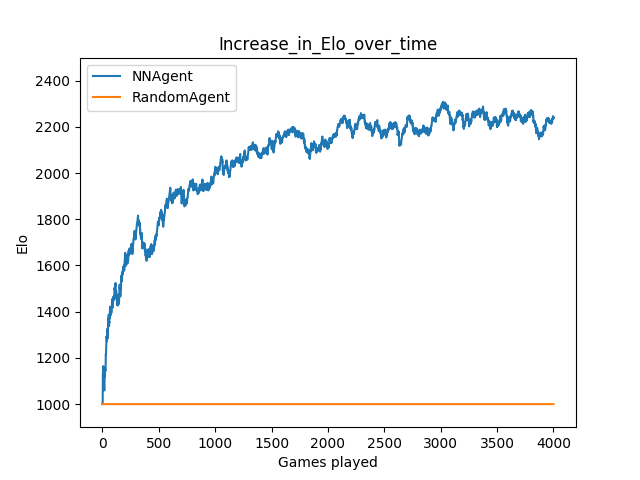 Increase_in_Elo_over_time
NNAgent
RandomAgent
2400
2200
2000
1800
1600
1400
1200
1000
Elo
0 500 1000 1500 2000 2500 3000 3500 4000
Games played